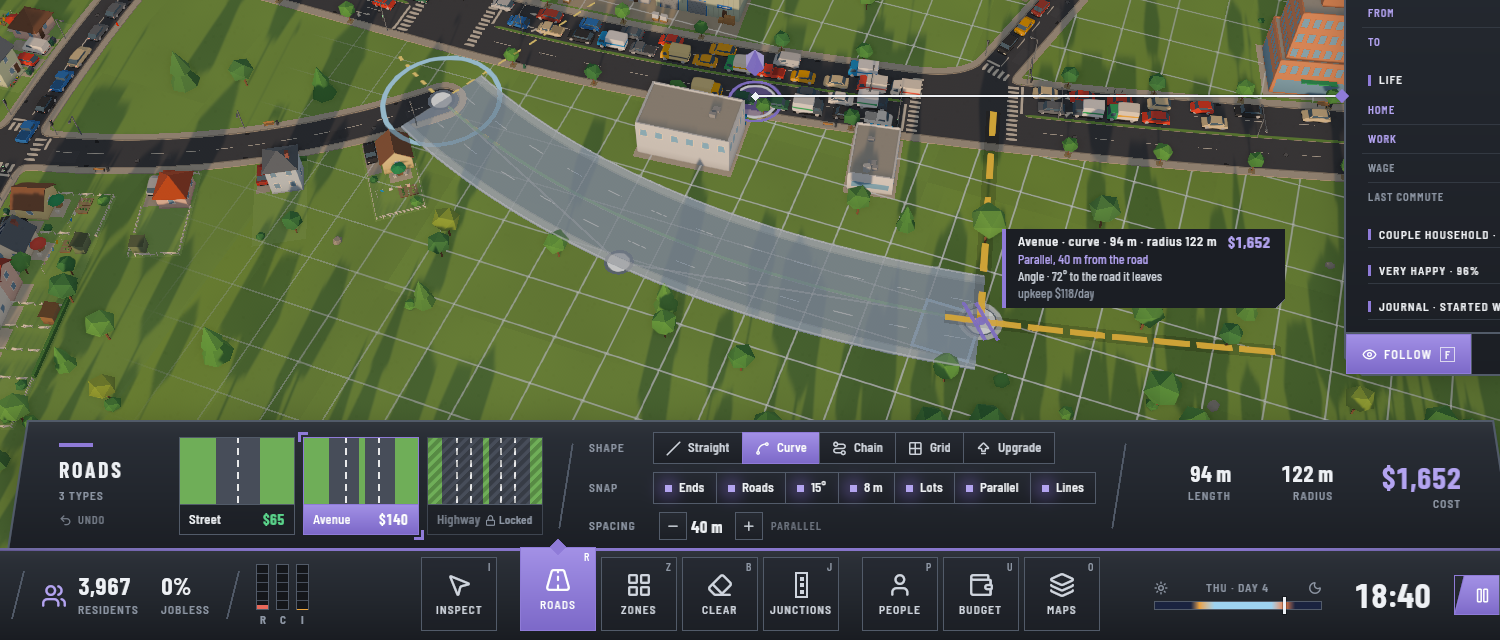 FROM
TO
LIFE
HOME
WORK
WAGE
LAST COMMUTE
COUPLE HOUSEHOLD ·
VERY HAPPY · 96%
JOURNAL · STARTED W
FOLLOW F
Avenue · curve · 94 m · radius 122 m $1,652
Parallel, 40 m from the road
Angle · 72° to the road it leaves
upkeep $118/day
ROADS
3 TYPES
UNDO
Street $65
Avenue $140
Highway Locked
SHAPE Straight Curve Chain Grid Upgrade
SNAP Ends Roads 15° 8 m Lots Parallel Lines
SPACING − 40 m + PARALLEL
94 m
LENGTH
122 m
RADIUS
$1,652
COST
3,967
RESIDENTS
0%
JOBLESS
R C I
I
INSPECT
R
ROADS
Z
ZONES
B
CLEAR
J
JUNCTIONS
P
PEOPLE
U
BUDGET
O
MAPS
THU · DAY 4
18:40